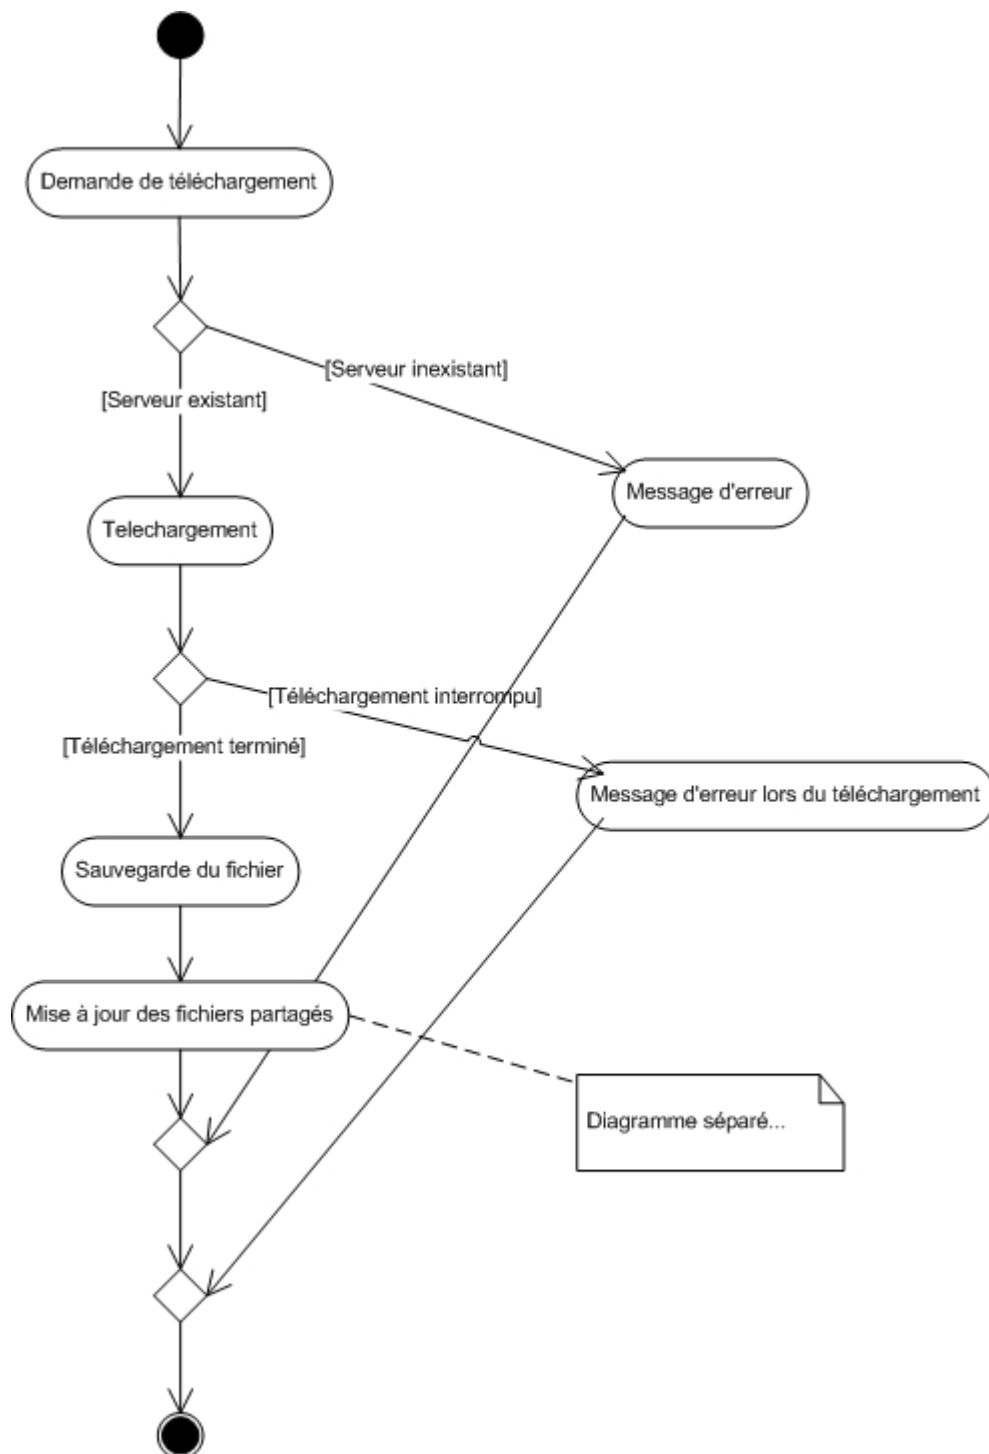 Demande de téléchargement
[Serveur inexistant]
[Serveur existant]
Message d'erreur
Telechargement
[Téléchargement interrompu]
[Téléchargement terminé]
Message d'erreur lors du téléchargement
Sauvegarde du fichier
Mise à jour des fichiers partagés
Diagramme séparé...